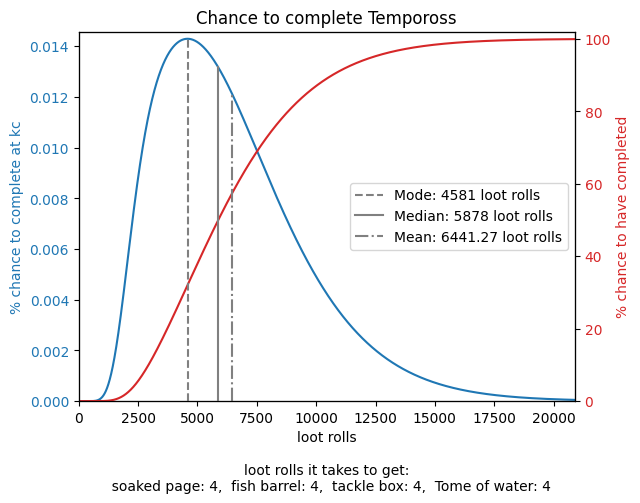 Chance to complete Tempoross
% chance to complete at kc
0.014
0.012
0.010
0.008
0.006
0.004
0.002
0.000
Mode: 4581 loot rolls
Median: 5878 loot rolls
Mean: 6441.27 loot rolls
100
80
60
40
20
0
% chance to have completed
0 2500 5000 7500 10000 12500 15000 17500 20000
loot rolls
loot rolls it takes to get:
soaked page: 4, fish barrel: 4, tackle box: 4, Tome of water: 4